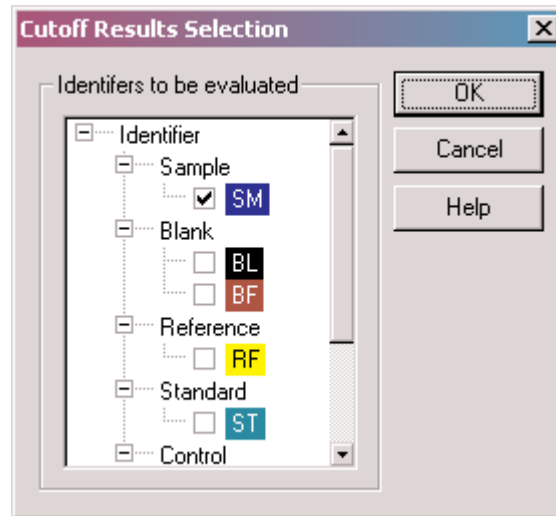 Cutoff Results Selection
Identifers to be evaluated
OK
Identifier
Cancel
Sample
SM
Help
Blank
BL
BF
Reference
RF
Standard
ST
Control